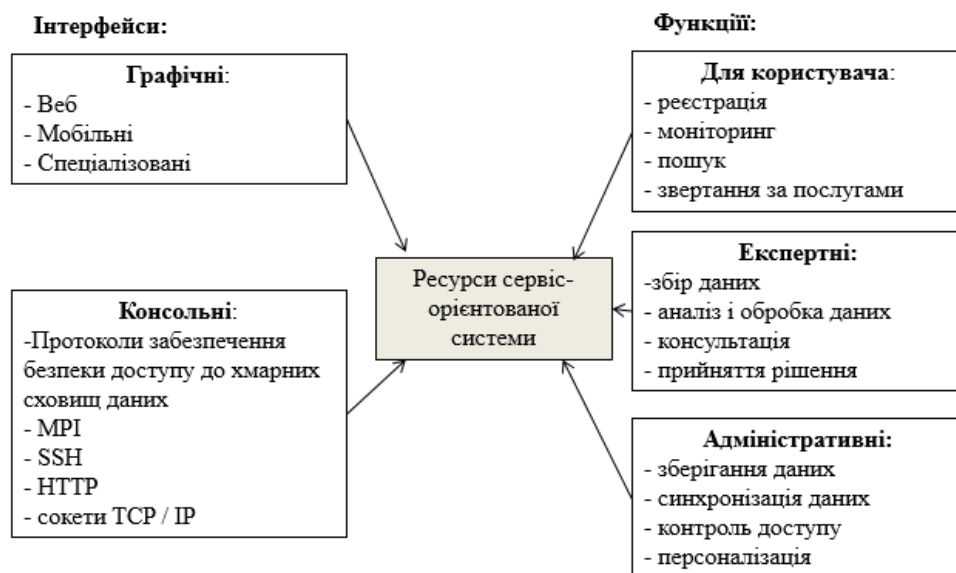 Інтерфейси:
Графічні:
- Веб
- Мобільні
- Спеціалізовані
Консольні:
-Протоколи забезпечення
безпеки доступу до хмарних
сховищ даних
- MPI
- SSH
- HTTP
- сокети TCP / IP
Ресурси сервіс-
орієнтованої
системи
Функціїї:
Для користувача:
- реєстрація
- моніторинг
- пошук
- звертання за послугами
Експертні:
-збір даних
- аналіз і обробка даних
- консультація
- прийняття рішення
Адміністративні:
- зберігання даних
- синхронізація даних
- контроль доступу
- персоналізація